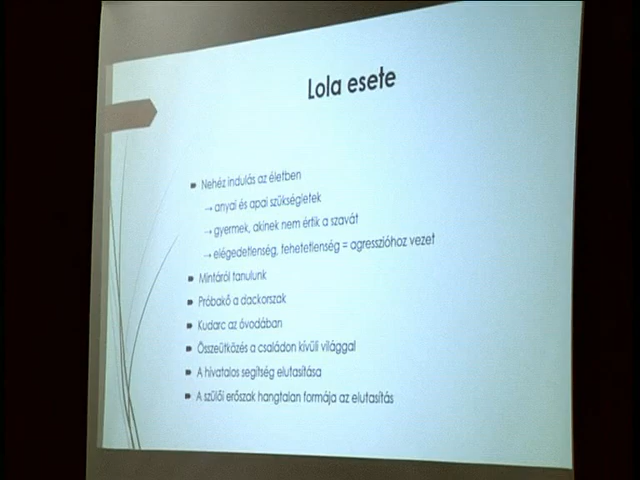 Lola esete
Nehéz indulás az életben
→ anyai és apai szükségletek
→ gyermek, akinek nem értik a szavát
→ elégedetlenség, tehetetlenség = agresszióhoz vezet
Mintáról tanulunk
Próbakő a dackorszak
Kudarc az óvodában
Összeütközés a családon kívüli világgal
A hivatalos segítség elutasítása
A szülői erőszak hangtalan formája az elutasítás